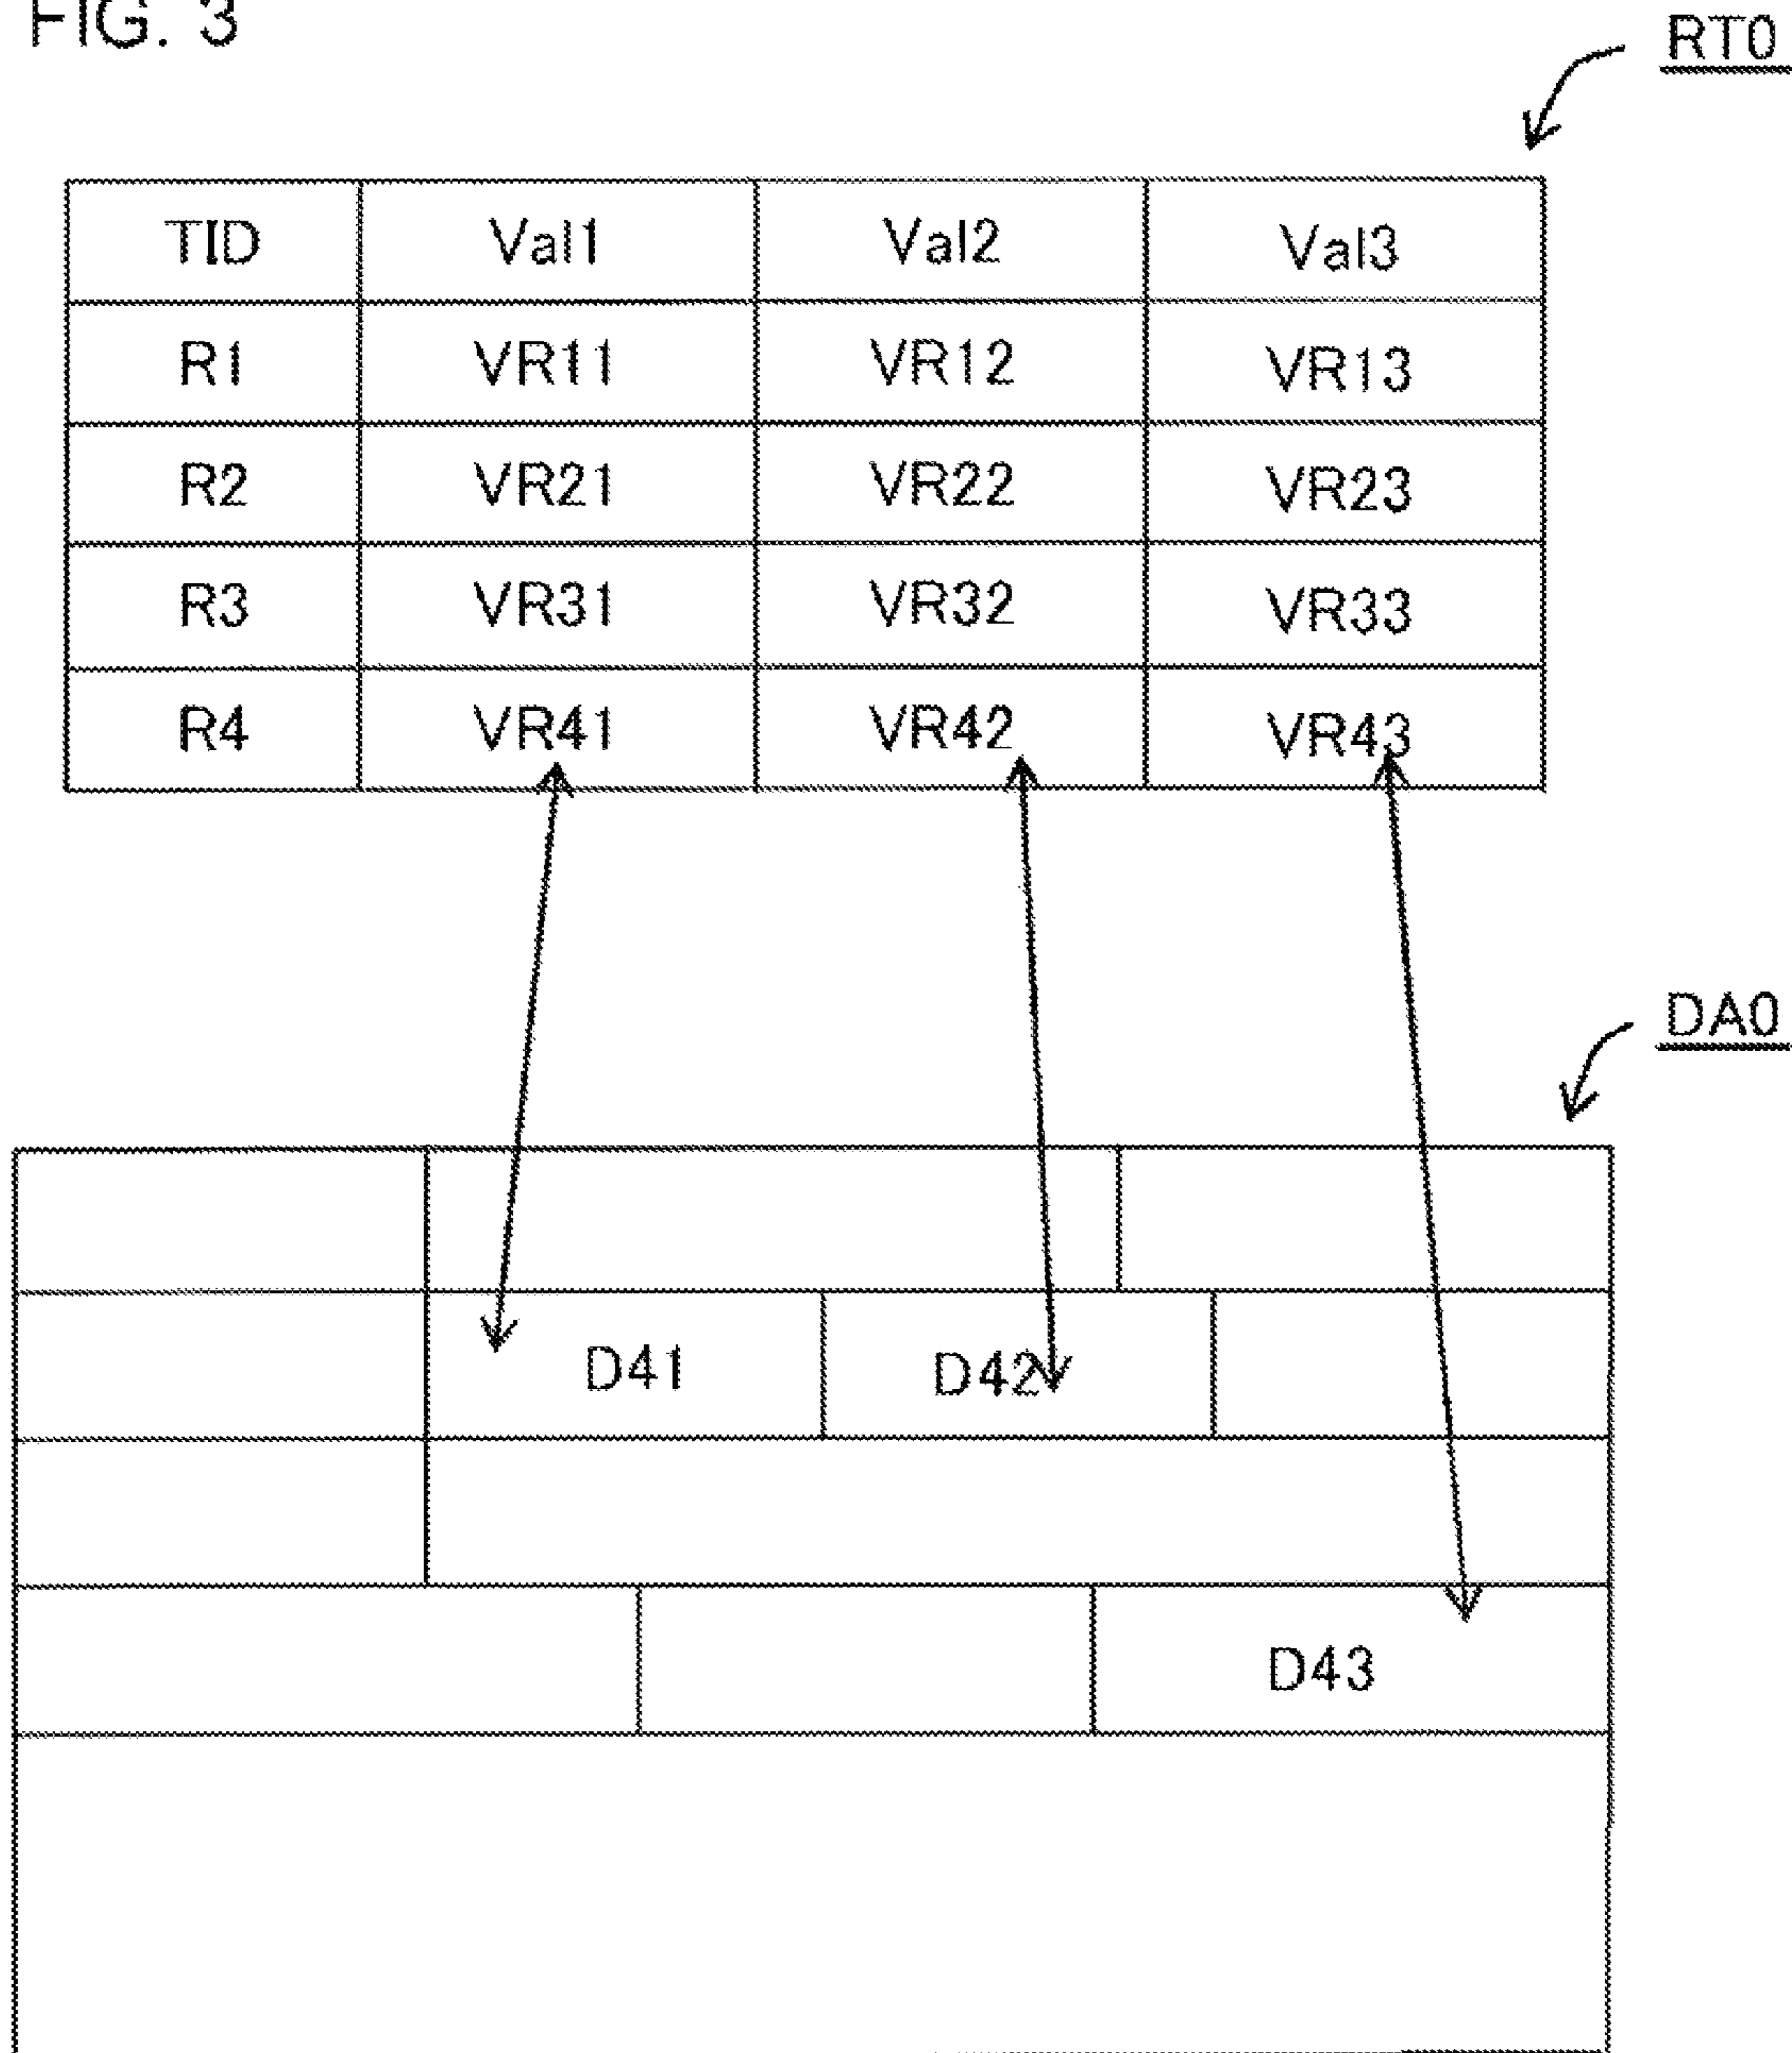 FIG. 3
RT0
TID Val1 Val2 Val3
R1 VR11 VR12 VR13
R2 VR21 VR22 VR23
R3 VR31 VR32 VR33
R4 VR41 VR42 VR43
DA0
D41 D42
D43